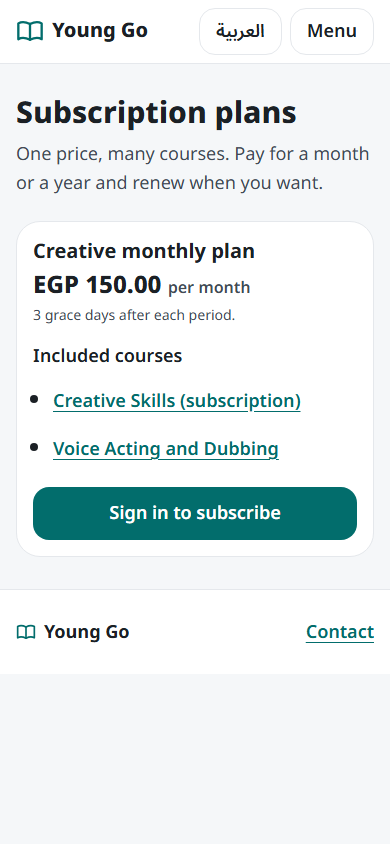 Young Go
العربية
Menu
Subscription plans
One price, many courses. Pay for a month
or a year and renew when you want.
Creative monthly plan
EGP 150.00 per month
3 grace days after each period.
Included courses
Creative Skills (subscription)
Voice Acting and Dubbing
Sign in to subscribe
Young Go
Contact